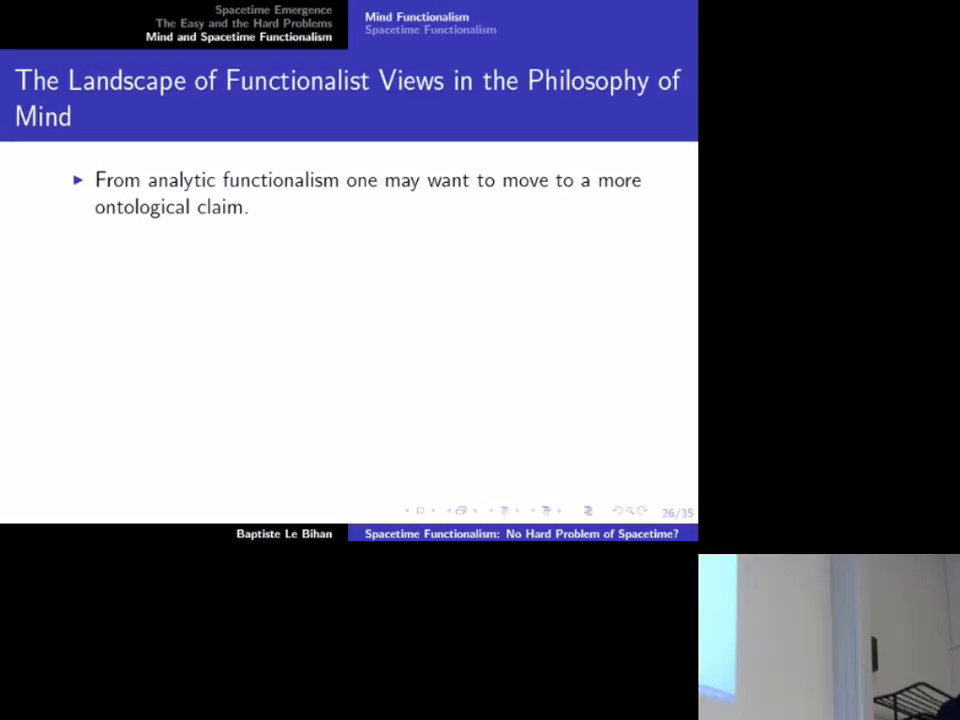 Spacetime Emergence
The Easy and the Hard Problems
Mind and Spacetime Functionalism
Mind Functionalism
Spacetime Functionalism
The Landscape of Functionalist Views in the Philosophy of
Mind
From analytic functionalism one may want to move to a more
ontological claim.
26/35
Baptiste Le Bihan
Spacetime Functionalism: No Hard Problem of Spacetime?